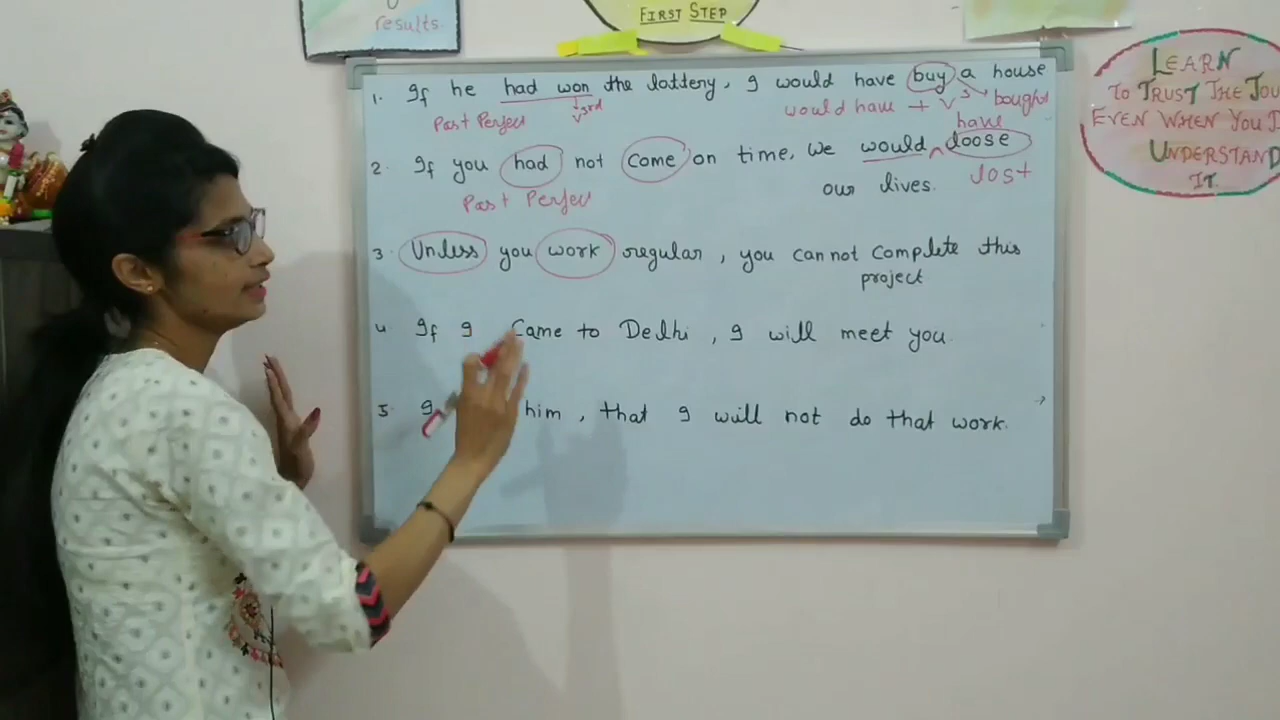 results.
FIRST STEP
LEARN
TO TRUST THE
EVEN WHEN YOU
UNDERSTAND
IT.
1. If he had won the lottery, I would have buy a house
v 3rd
Past Perfect
would have + v3
bought
have
2. If you had not come on time, we would loose
our lives.
Past Perfect
lost
3. Unless you work regular, you cannot complete this
project
4. If I Came to Delhi, I will meet you.
5. I him, that I will not do that work.